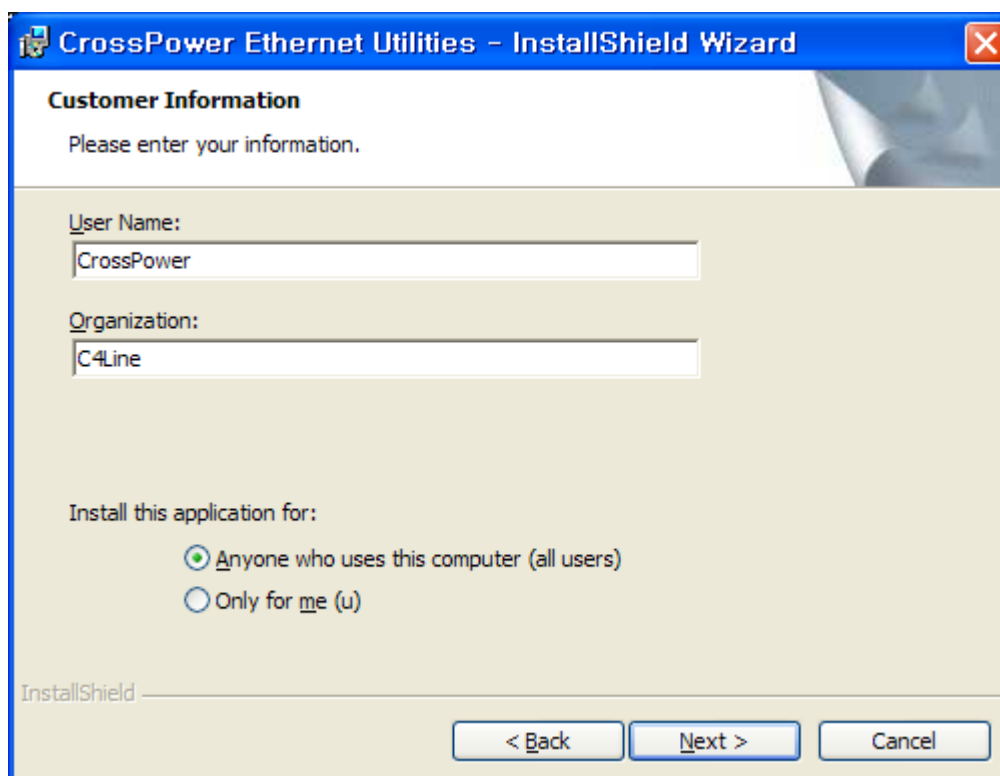 CrossPower Ethernet Utilities - InstallShield Wizard
Customer Information
Please enter your information.
User Name:
CrossPower
Organization:
C4Line
Install this application for:
Anyone who uses this computer (all users)
Only for me (u)
InstallShield
< Back Next > Cancel